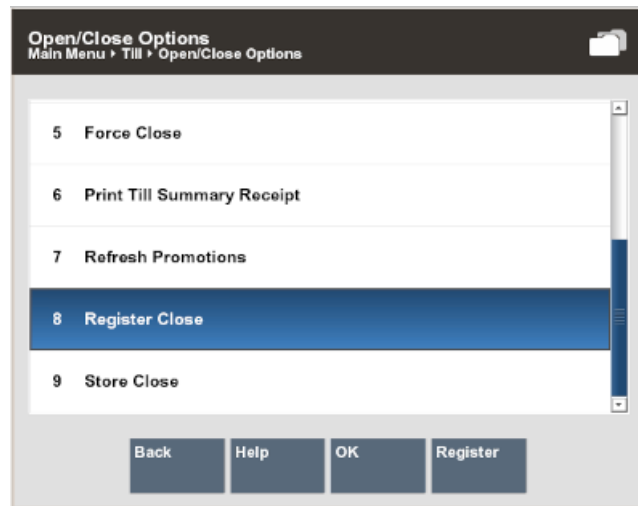 Open/Close Options
Main Menu ▸ Till ▸ Open/Close Options
5 Force Close
6 Print Till Summary Receipt
7 Refresh Promotions
8 Register Close
9 Store Close
Back Help OK Register